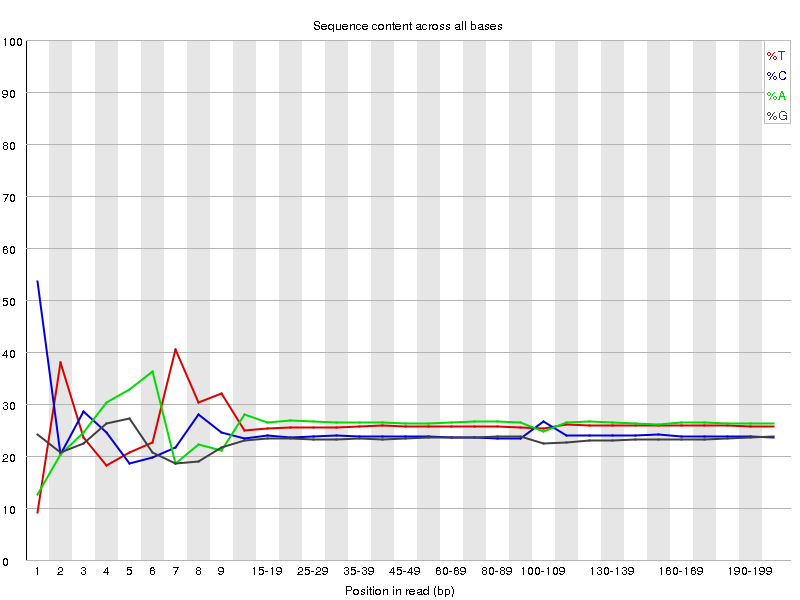 Sequence content across all bases
100
90
80
70
60
50
40
30
20
10
0
%T
%C
%A
%G
1 2 3 4 5 6 7 8 9 15-19 25-29 35-39 45-49 60-69 80-89 100-109 130-139 160-169 190-199
Position in read (bp)